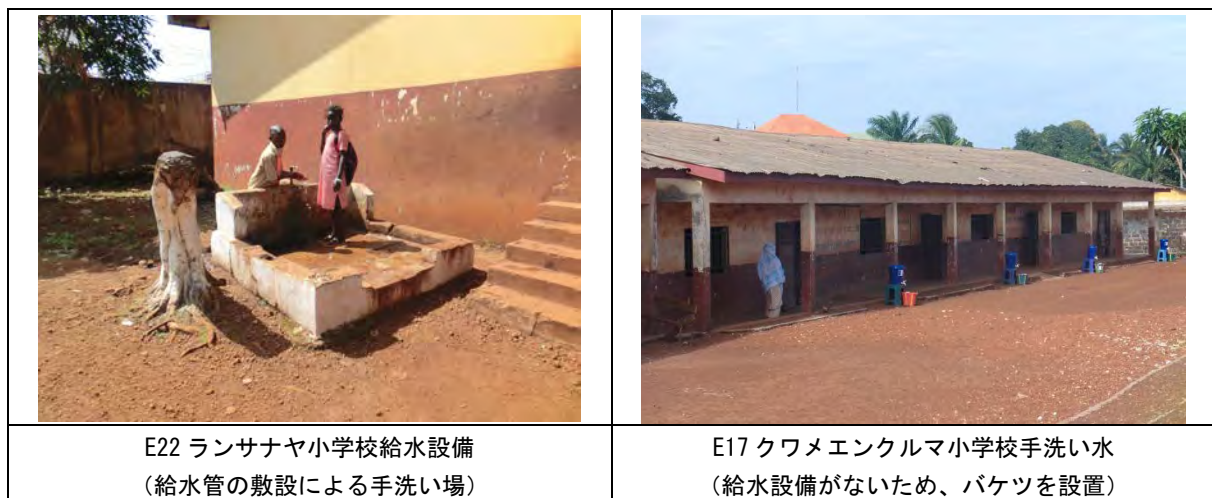 E22 ランサナヤ小学校給水設備
（給水管の敷設による手洗い場）
E17 クワメエンクルマ小学校手洗い水
（給水設備がないため、バケツを設置）